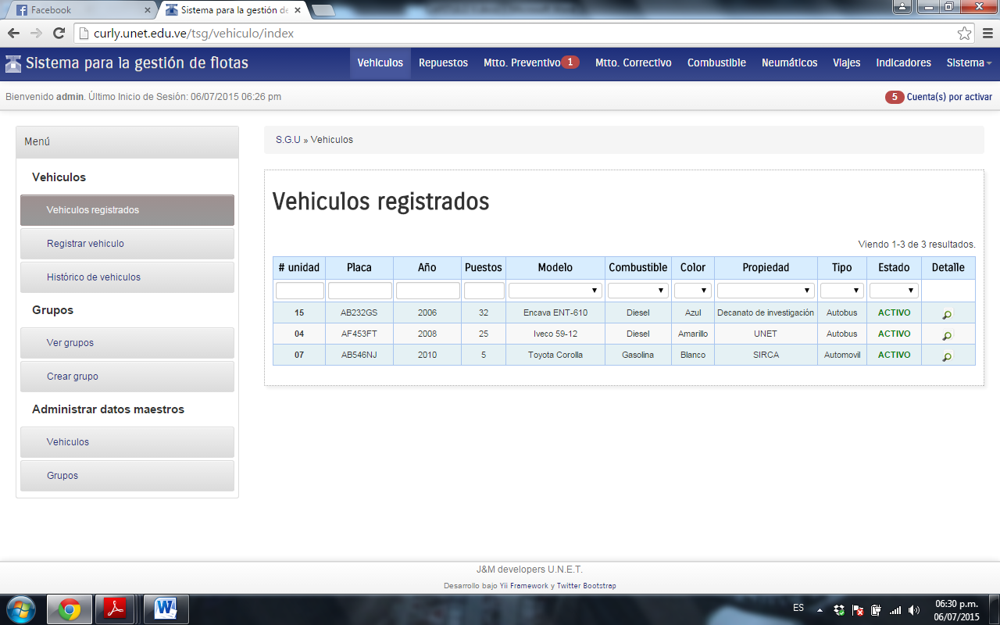 Facebook
Sistema para la gestión de
curly.unet.edu.ve/tsg/vehiculo/index
Sistema para la gestión de flotas
Vehiculos Repuestos Mtto. Preventivo 1 Mtto. Correctivo Combustible Neumáticos Viajes Indicadores Sistema
Bienvenido admin. Último Inicio de Sesión: 06/07/2015 06:26 pm
5 Cuenta(s) por activar
Menú
Vehiculos
Vehiculos registrados
Registrar vehiculo
Histórico de vehiculos
Grupos
Ver grupos
Crear grupo
Administrar datos maestros
Vehiculos
Grupos
S.G.U » Vehiculos
Vehiculos registrados
Viendo 1-3 de 3 resultados.
# unidad Placa Año Puestos Modelo Combustible Color Propiedad Tipo Estado Detalle
15 AB232GS 2006 32 Encava ENT-610 Diesel Azul Decanato de investigación Autobus ACTIVO
04 AF453FT 2008 25 Iveco 59-12 Diesel Amarillo UNET Autobus ACTIVO
07 AB546NJ 2010 5 Toyota Corolla Gasolina Blanco SIRCA Automovil ACTIVO
J&M developers U.N.E.T.
Desarrollo bajo Yii Framework y Twitter Bootstrap
ES
06:30 p.m.
06/07/2015